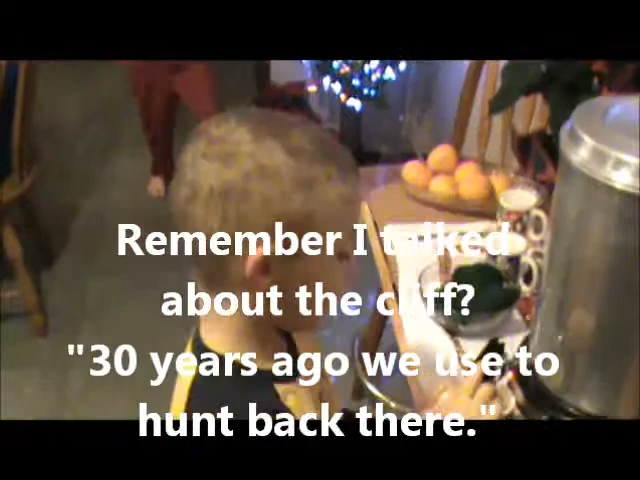 Remember I talked
about the cliff?
"30 years ago we use to
hunt back there."